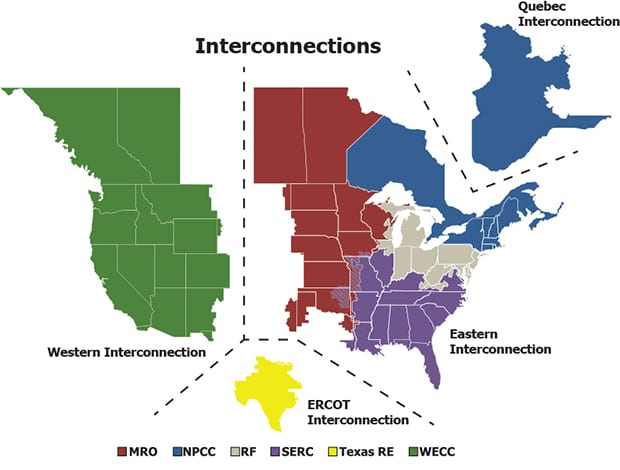 Quebec
Interconnection
Interconnections
Western Interconnection
Eastern
Interconnection
ERCOT
Interconnection
MRO NPCC RF SERC Texas RE WECC